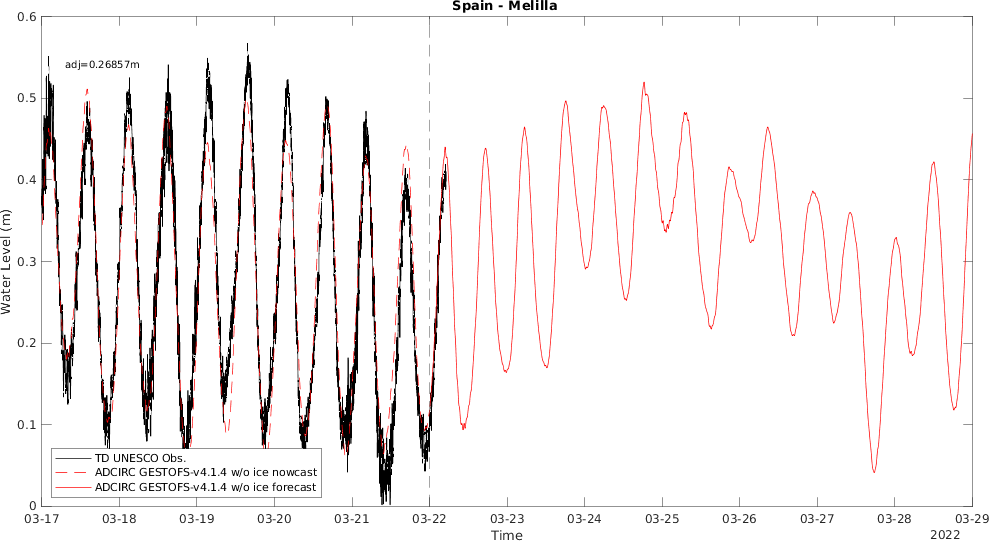 Spain - Melilla
0.6
0.5
0.4
0.3
0.2
0.1
0
Water Level (m)
adj=0.26857m
TD UNESCO Obs.
ADCIRC GESTOFS-v4.1.4 w/o ice nowcast
ADCIRC GESTOFS-v4.1.4 w/o ice forecast
03-17 03-18 03-19 03-20 03-21 03-22 03-23 03-24 03-25 03-26 03-27 03-28 03-29
Time
2022